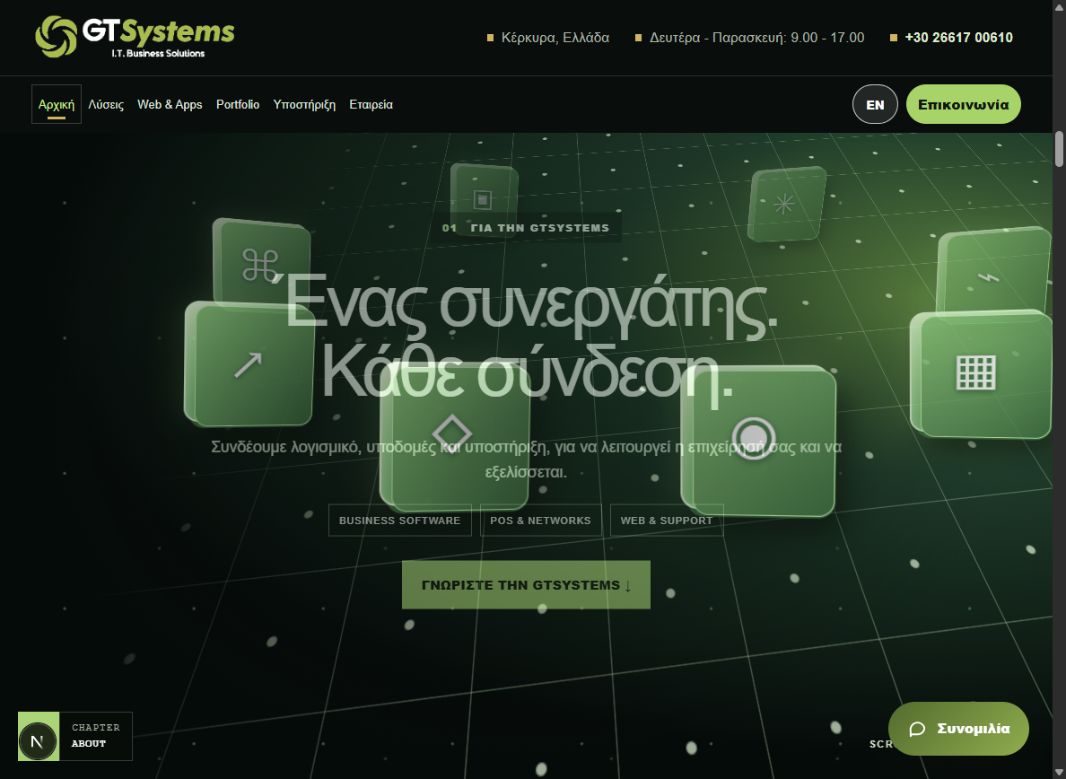 GTSystems
I.T. Business Solutions
Κέρκυρα, Ελλάδα
Δευτέρα - Παρασκευή: 9.00 - 17.00
+30 26617 00610
Αρχική
Λύσεις
Web & Apps
Portfolio
Υποστήριξη
Εταιρεία
EN
Επικοινωνία
01 ΓΙΑ ΤΗΝ GTSYSTEMS
Ένας συνεργάτης.
Κάθε σύνδεση.
Συνδέουμε λογισμικό, υποδομές και υποστήριξη, για να λειτουργεί η επιχείρησή σας και να
εξελίσσεται.
BUSINESS SOFTWARE
POS & NETWORKS
WEB & SUPPORT
ΓΝΩΡΙΣΤΕ ΤΗΝ GTSYSTEMS ↓
N
CHAPTER
ABOUT
SCR
Συνομιλία